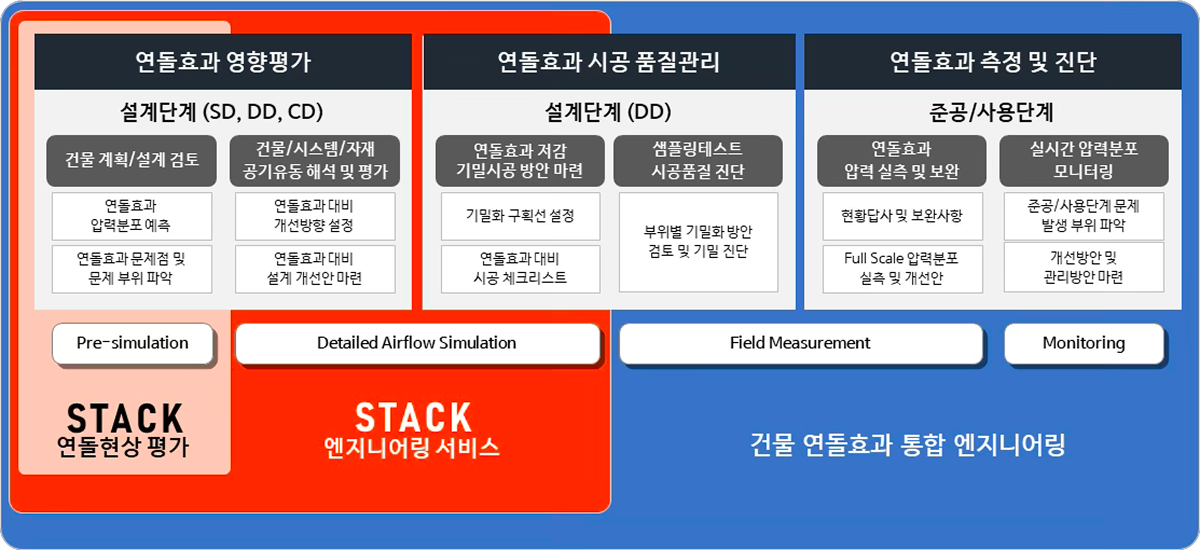 연돌효과 영향평가
설계단계 (SD, DD, CD)
건물 계획/설계 검토
연돌효과
압력분포 예측
연돌효과 문제점 및
문제 부위 파악
건물/시스템/자재
공기유동 해석 및 평가
연돌효과 대비
개선방향 설정
연돌효과 대비
설계 개선안 마련
연돌효과 시공 품질관리
설계단계 (DD)
연돌효과 저감
기밀시공 방안 마련
기밀화 구획선 설정
연돌효과 대비
시공 체크리스트
샘플링테스트
시공품질 진단
부위별 기밀화 방안
검토 및 기밀 진단
연돌효과 측정 및 진단
준공/사용단계
연돌효과
압력 실측 및 보완
현황답사 및 보완사항
Full Scale 압력분포
실측 및 개선안
실시간 압력분포
모니터링
준공/사용단계 문제
발생 부위 파악
개선방안 및
관리방안 마련
Pre-simulation
Detailed Airflow Simulation
Field Measurement
Monitoring
STACK
연돌현상 평가
STACK
엔지니어링 서비스
건물 연돌효과 통합 엔지니어링